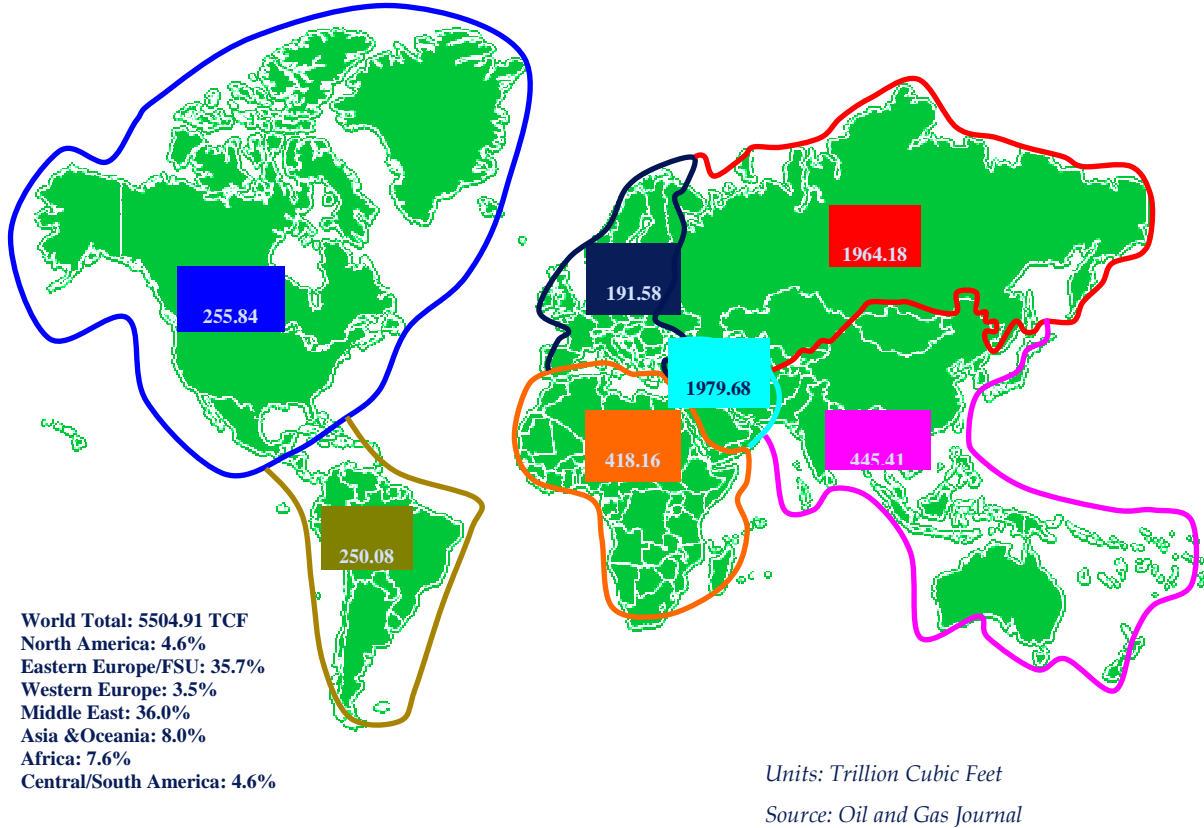 1964.18
191.58
255.84
1979.68
418.16
445.41
250.08
World Total: 5504.91 TCF
North America: 4.6%
Eastern Europe/FSU: 35.7%
Western Europe: 3.5%
Middle East: 36.0%
Asia &Oceania: 8.0%
Africa: 7.6%
Central/South America: 4.6%
Units: Trillion Cubic Feet
Source: Oil and Gas Journal